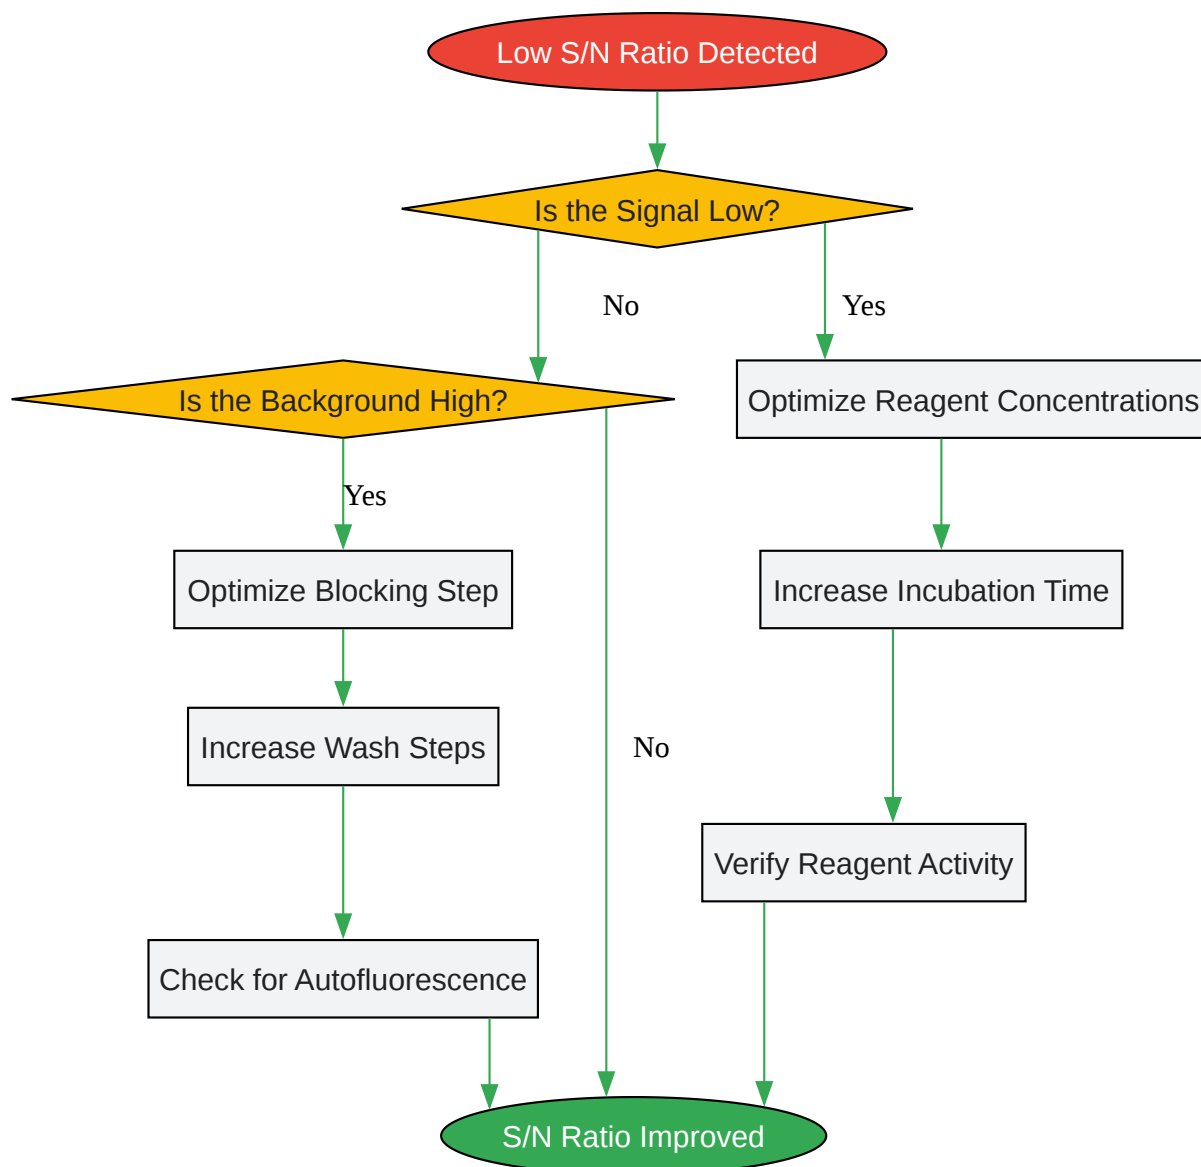 Low S/N Ratio Detected
Is the Signal Low?
No
Yes
Is the Background High?
Optimize Reagent Concentrations
Yes
Optimize Blocking Step
Increase Incubation Time
Increase Wash Steps
No
Verify Reagent Activity
Check for Autofluorescence
S/N Ratio Improved